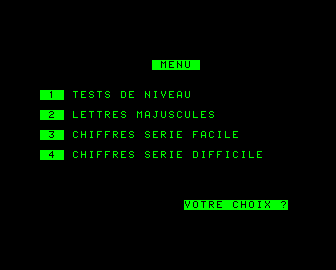 MENU
1 TESTS DE NIVEAU
2 LETTRES MAJUSCULES
3 CHIFFRES SERIE FACILE
4 CHIFFRES SERIE DIFFICILE
VOTRE CHOIX ?